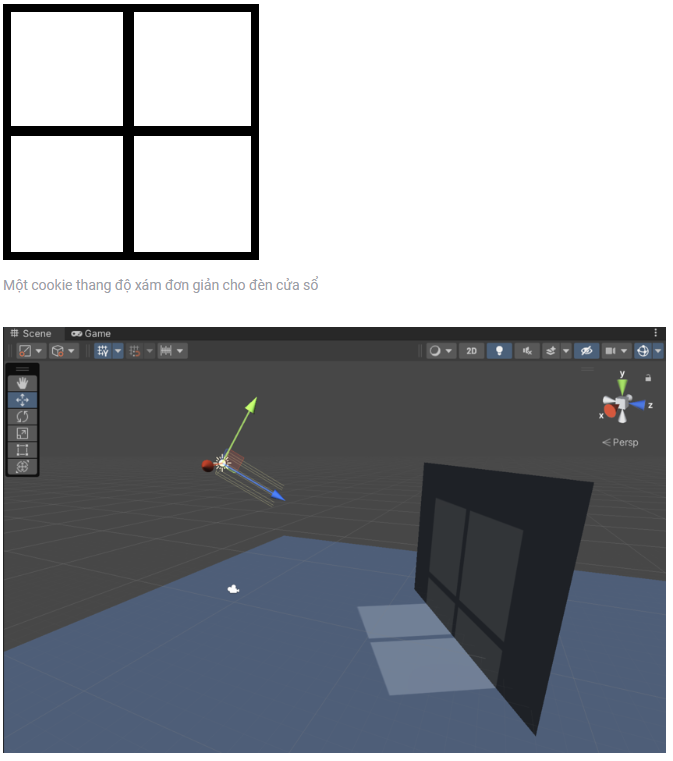 Một cookie thang độ xám đơn giản cho đèn cửa sổ
Scene Game
2D
y
x z
Persp